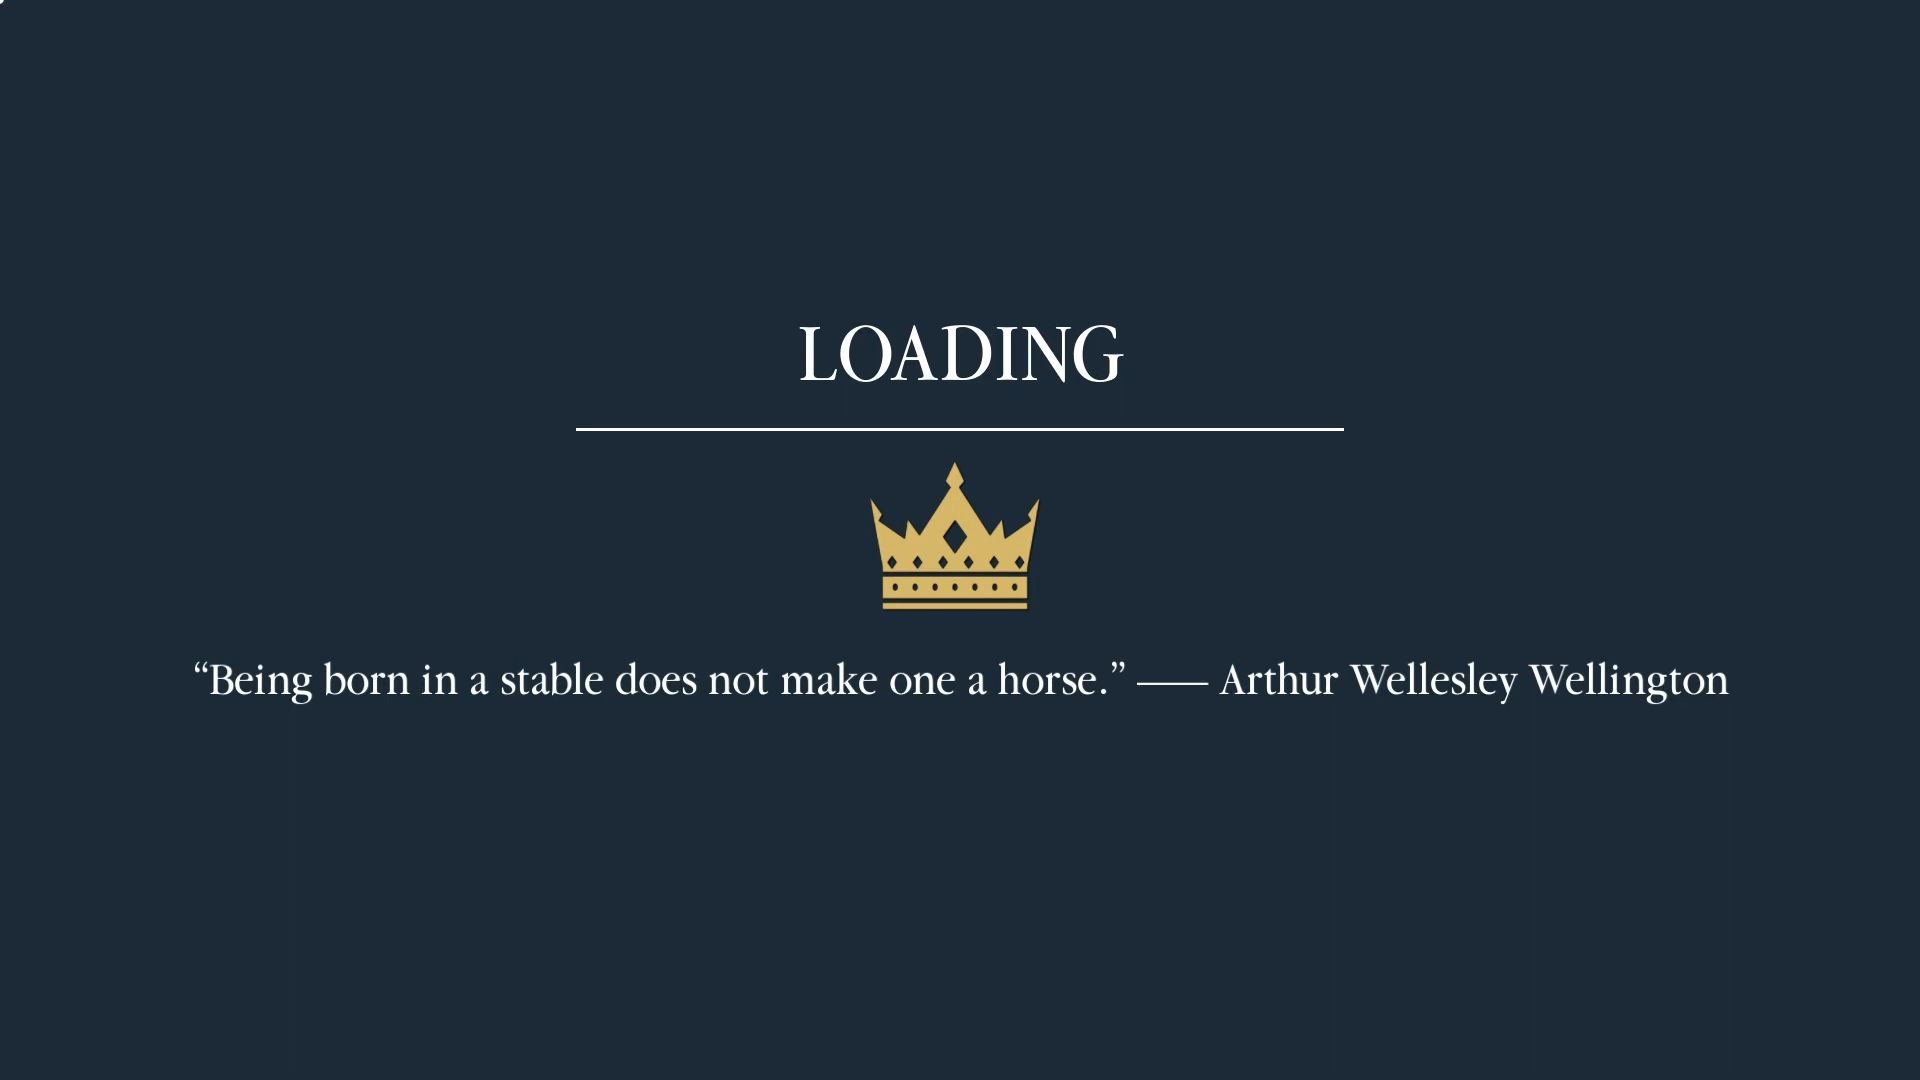 LOADING
“Being born in a stable does not make one a horse.” —— Arthur Wellesley Wellington